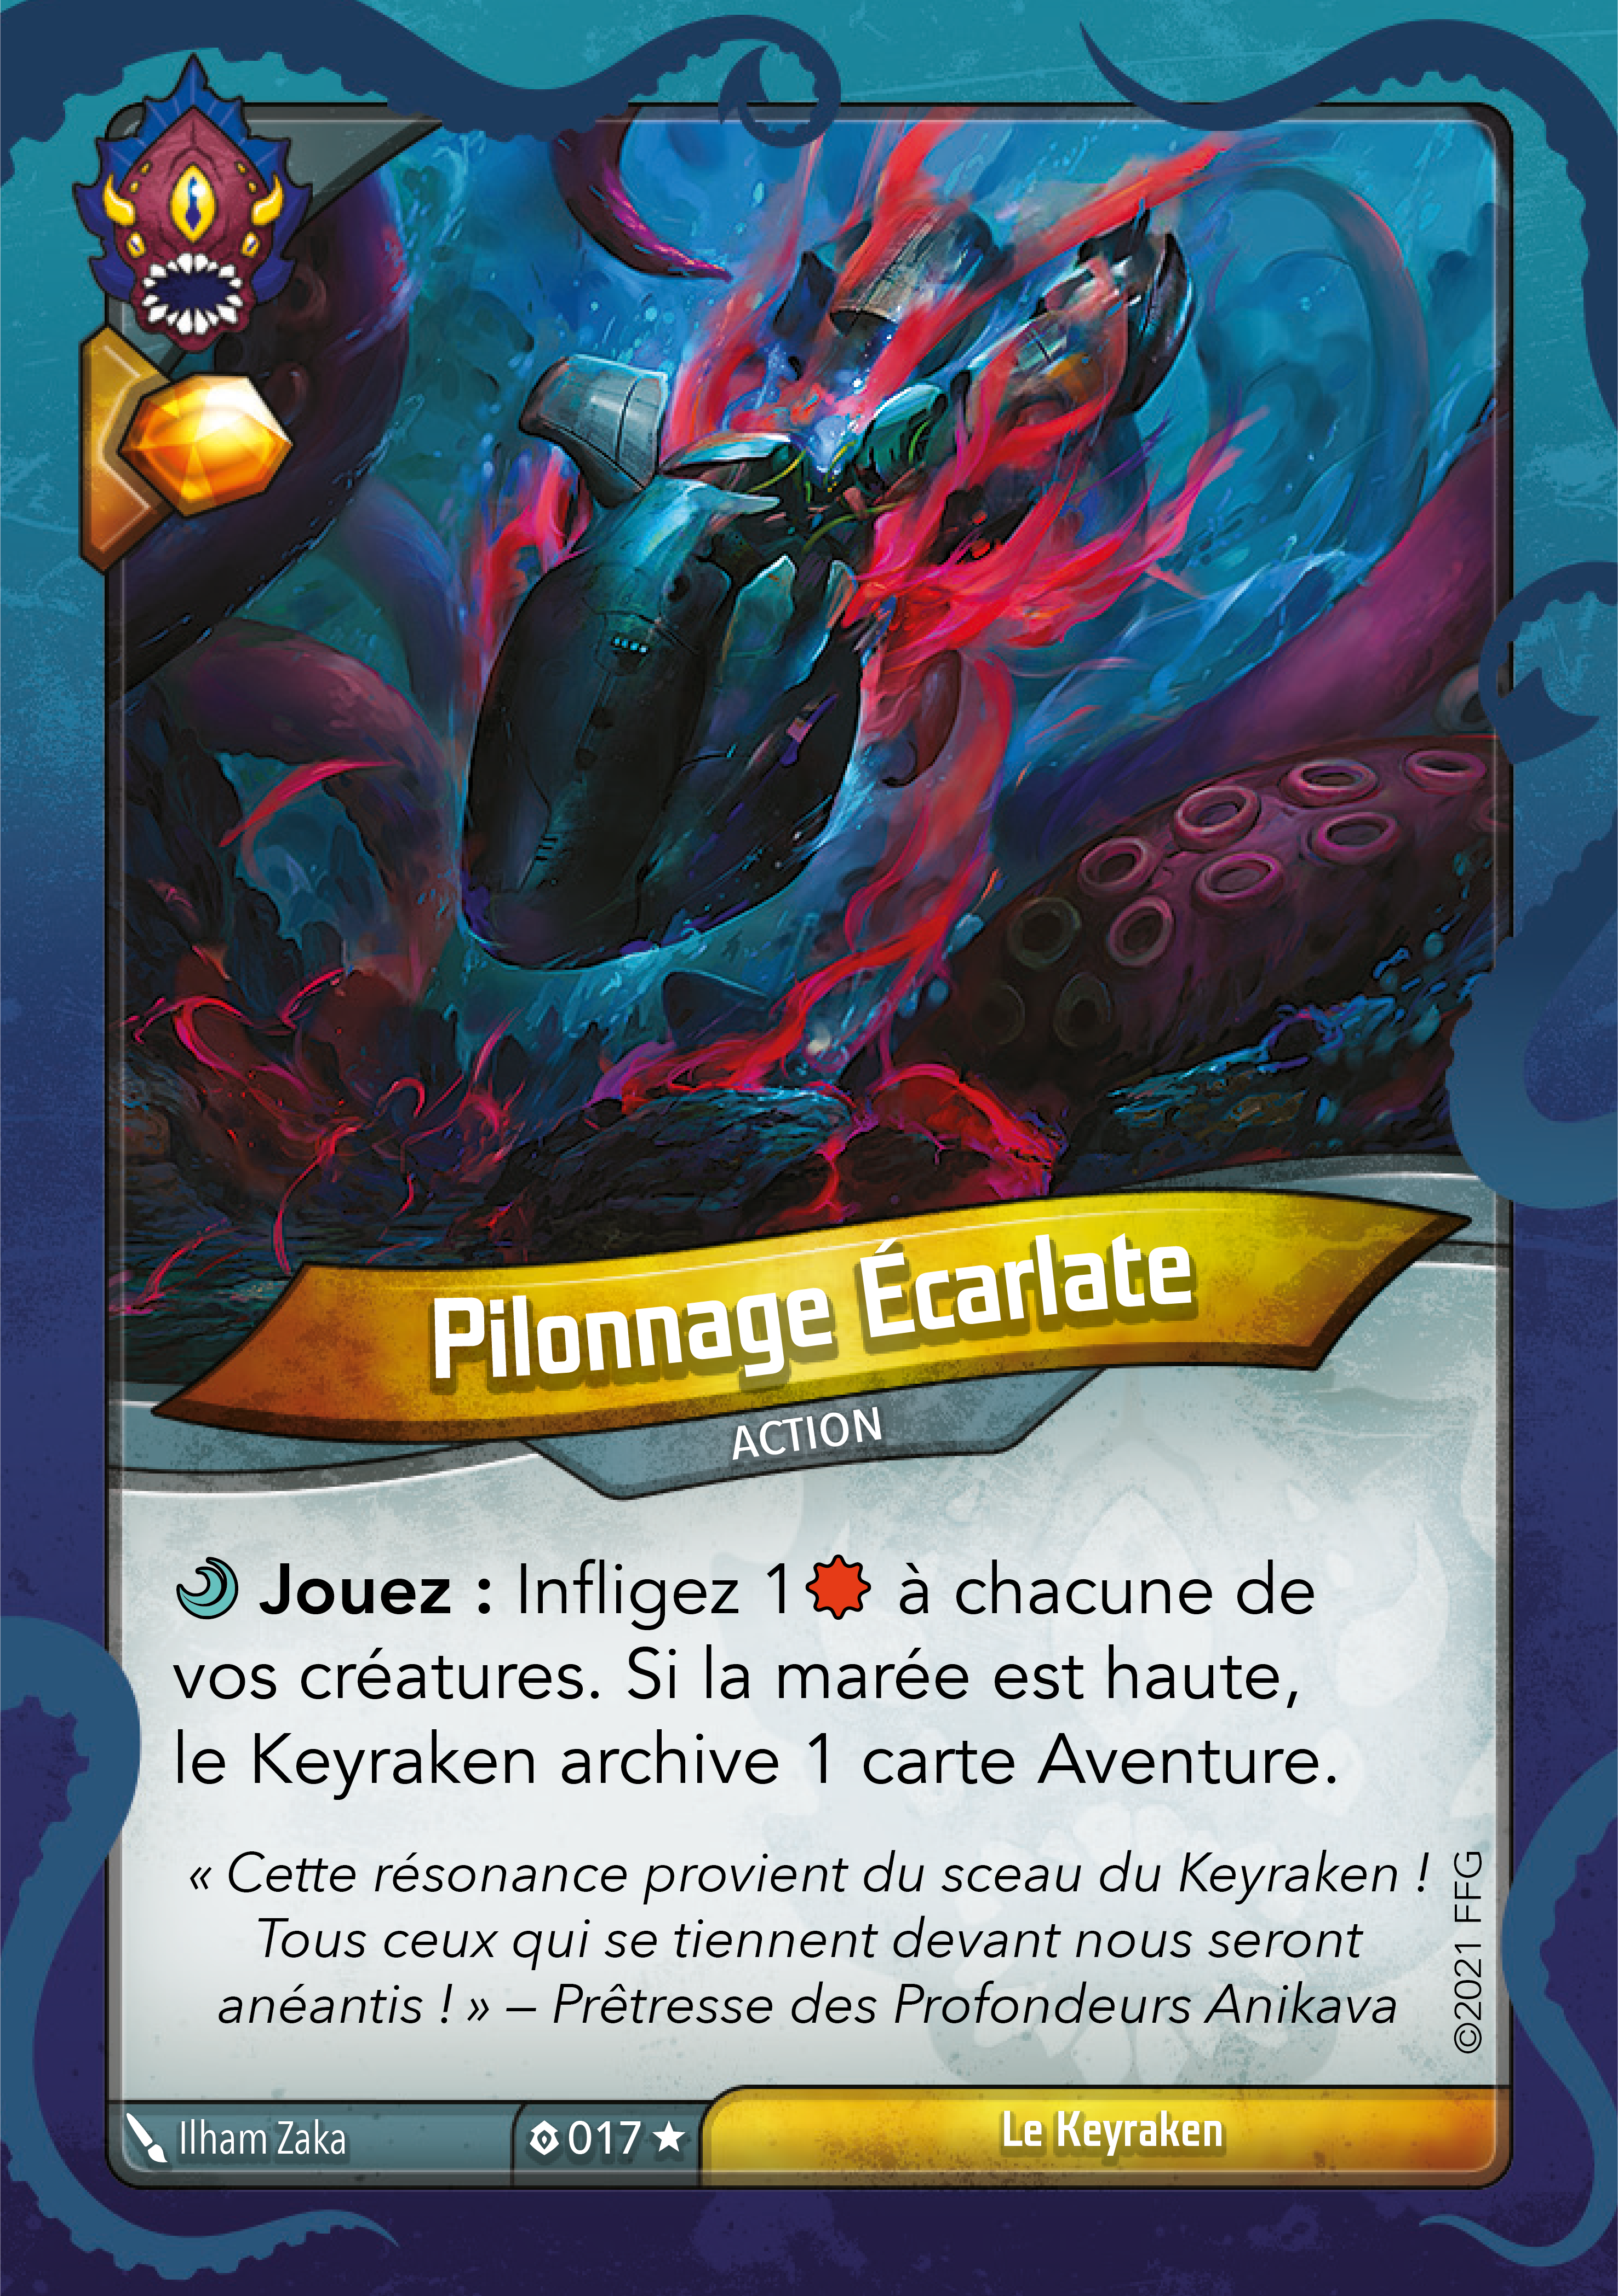 Pilonnage Écarlate
ACTION
Jouez : Infligez 1 à chacune de
vos créatures. Si la marée est haute,
le Keyraken archive 1 carte Aventure.
« Cette résonance provient du sceau du Keyraken !
Tous ceux qui se tiennent devant nous seront
anéantis ! » – Prêtresse des Profondeurs Anikava
©2021 FFG
Ilham Zaka
017
Le Keyraken